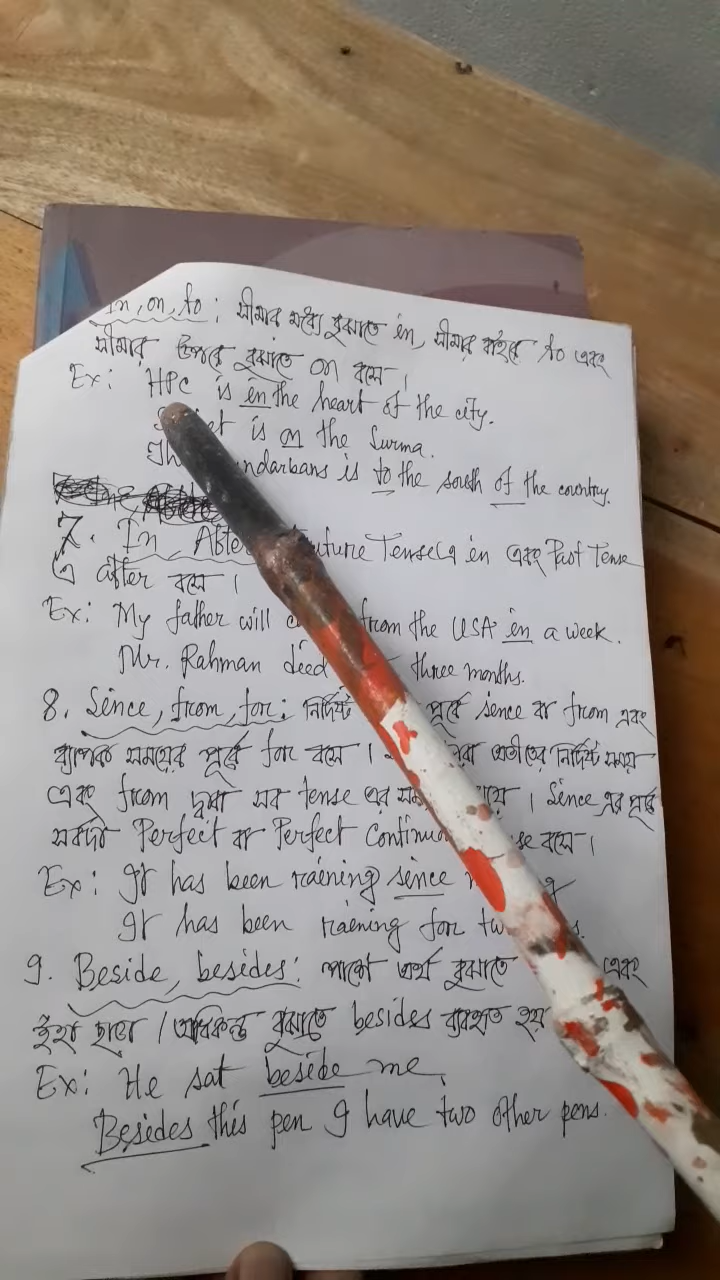 In, on, to: সীমার মধ্যে বুঝাতে in, সীমার বাইরে to এবং
সীমার উপরে বুঝাতে on বসে।
Ex: HPC is in the heart of the city.
is on the Surma.
is to the south of the country.
7. In, After Future Tense এ in এবং Past Tense
এ after বসে।
Ex: My father will from the USA in a week.
Mr. Rahman died three months.
8. Since, from, for: নির্দিষ্ট পূর্বে since বা from এবং
ব্যাপক সময়ের পূর্বে for বসে। অতীতের নির্দিষ্ট সময়
এবং from দ্বারা সব tense এর । Since এর পূর্বে
সর্বদা Perfect বা Perfect বসে।
Ex: It has been raining since
It has been raining for
9. Beside, besides: পাশে অর্থ বুঝাতে এবং
ইহা ছাড়া / অধিকন্তু বুঝাতে besides ব্যবহৃত হয়
Ex: He sat beside me.
Besides this pen I have two other pens.